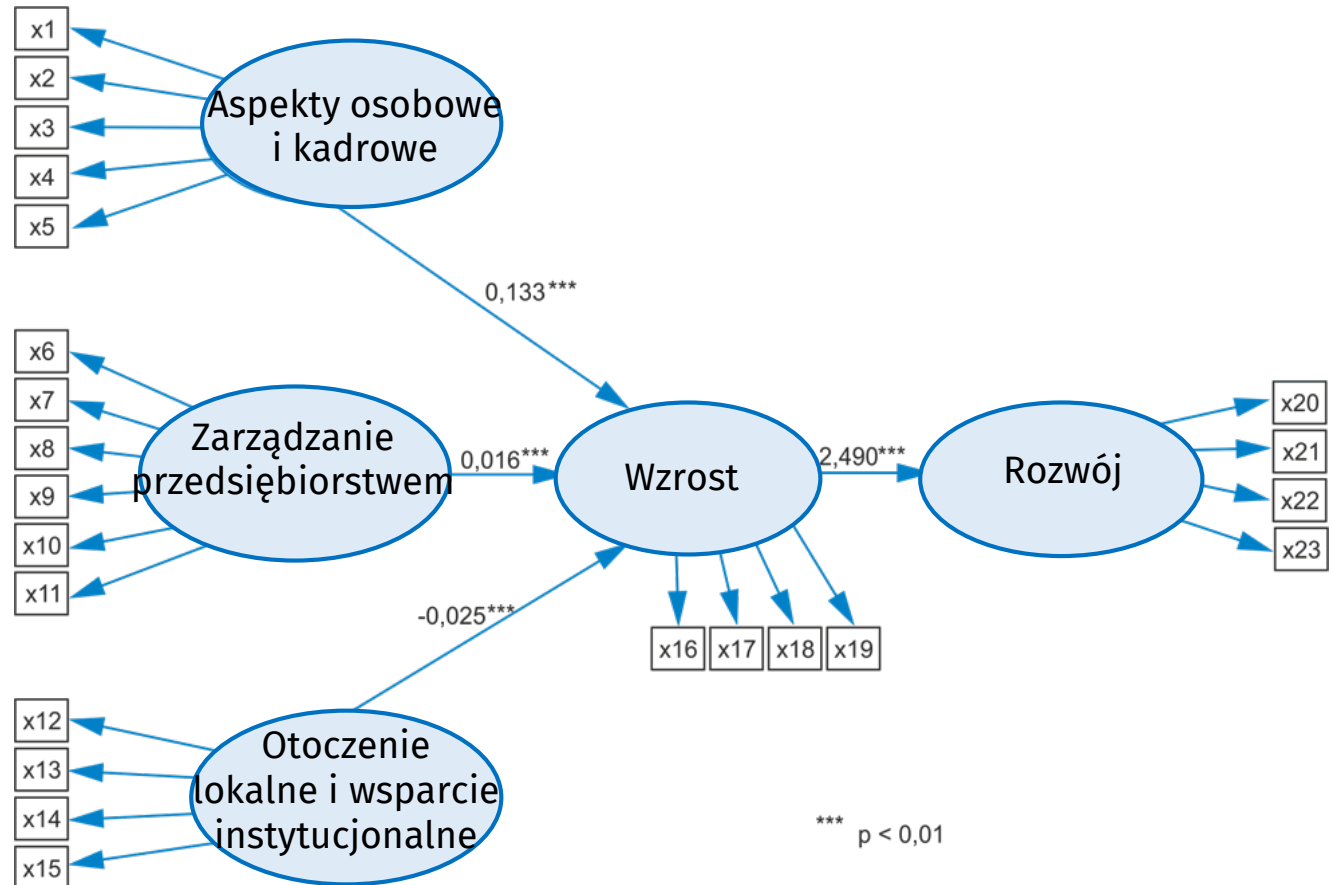 x1
x2
x3
x4
x5
Aspekty osobowe
i kadrowe
0,133***
x6
x7
x8
x9
x10
x11
Zarządzanie
przedsiębiorstwem
0,016***
Wzrost
2,490***
Rozwój
x20
x21
x22
x23
-0,025***
x16
x17
x18
x19
x12
x13
x14
x15
Otoczenie
lokalne i wsparcie
instytucjonalne
*** p < 0,01